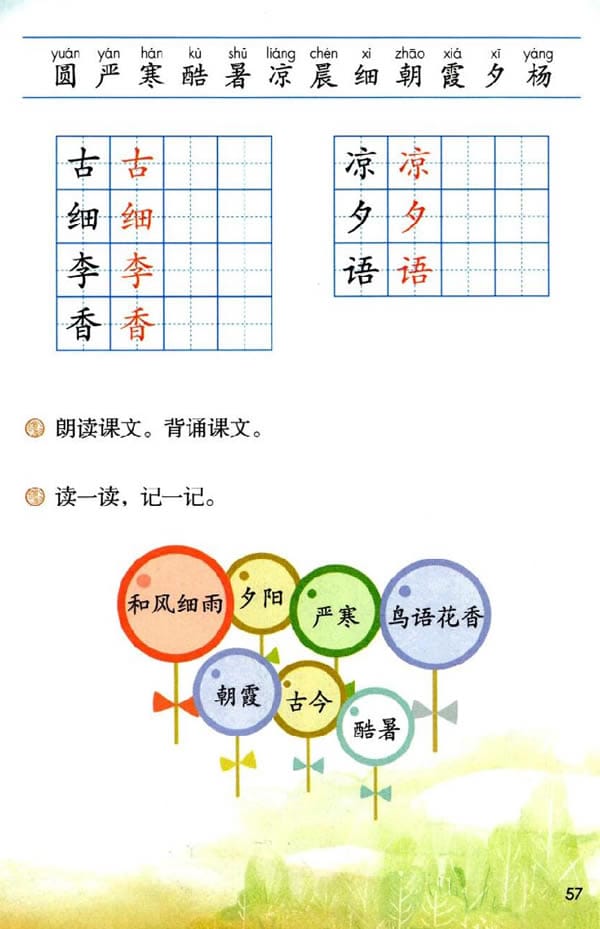 yuán yán hán kù shǔ liáng chén xì zhāo xiá xī yáng
圆 严 寒 酷 暑 凉 晨 细 朝 霞 夕 杨
古 古 凉 凉
细 细 夕 夕
李 李 语 语
香 香
朗读课文。背诵课文。
读一读，记一记。
和风细雨 夕阳 严寒 鸟语花香
朝霞 古今 酷暑
57